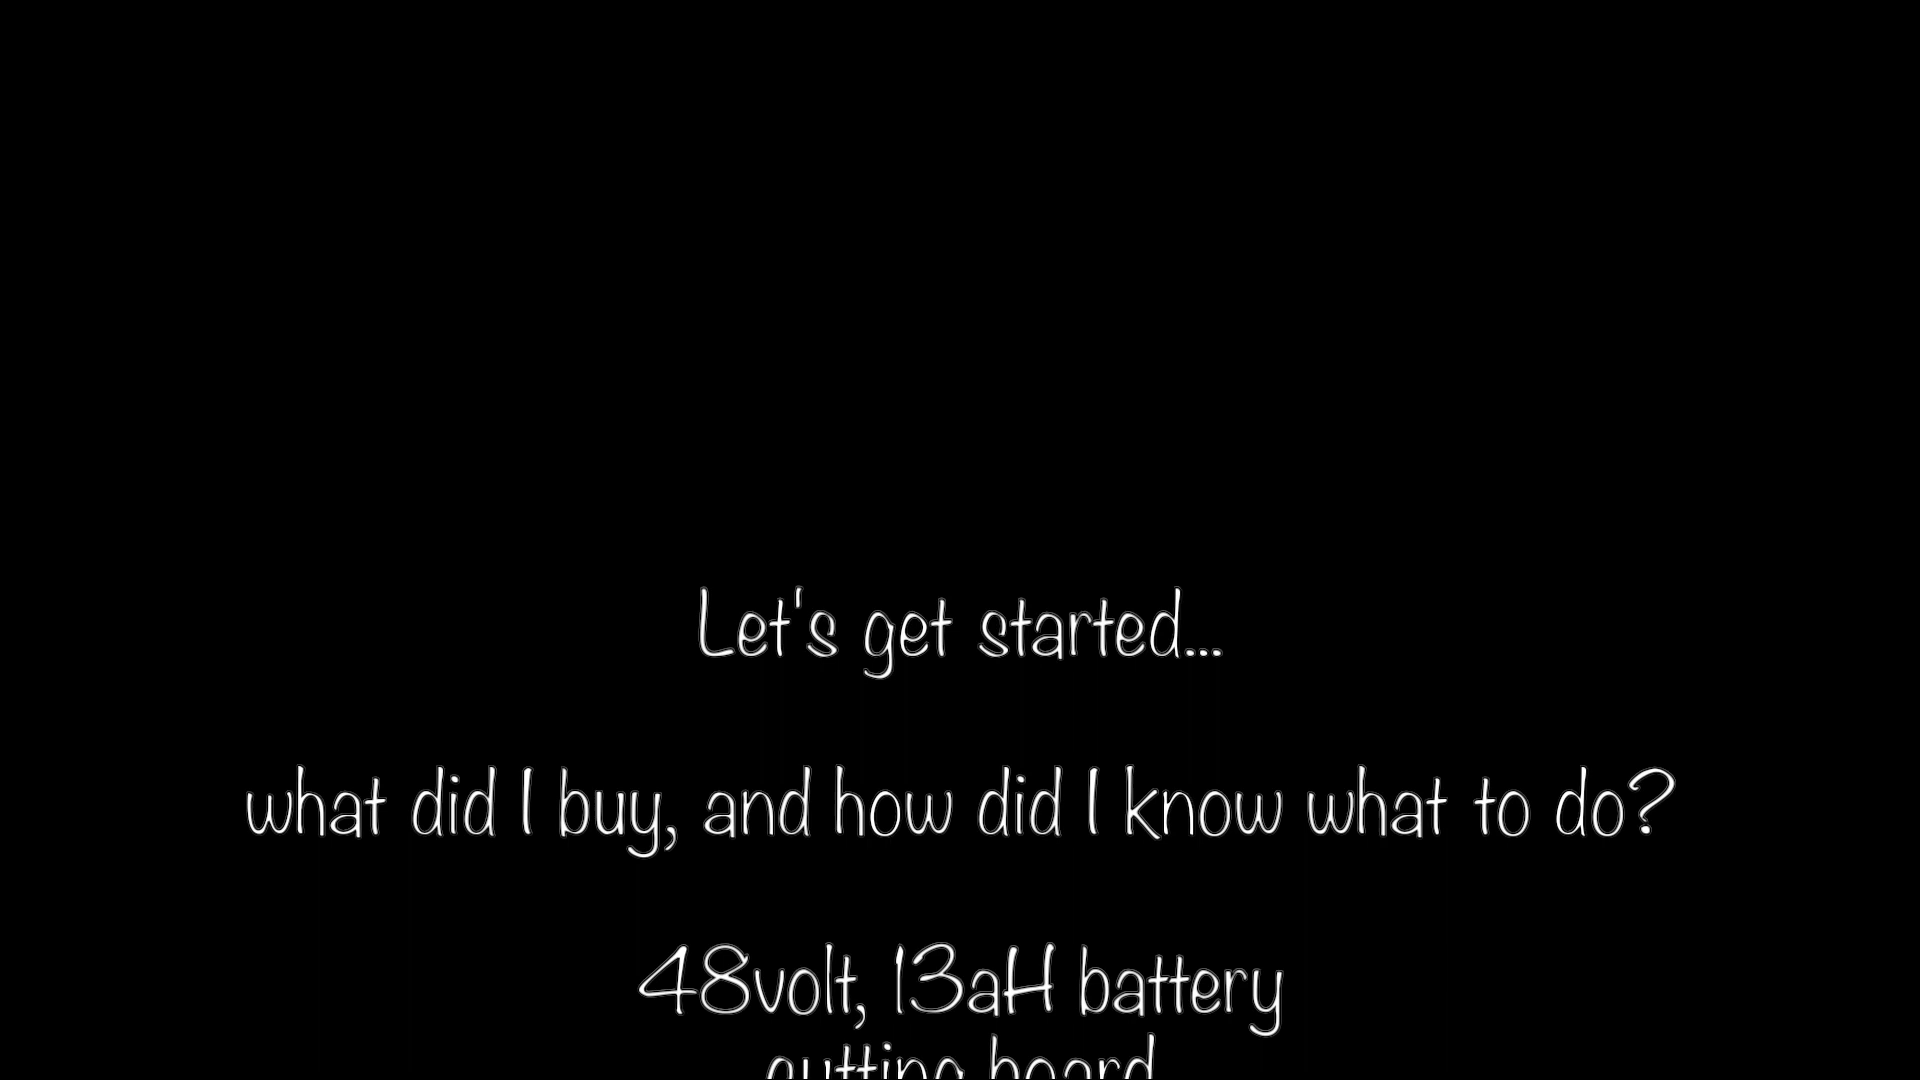 Let's get started...
what did I buy, and how did I know what to do?
48volt, 13aH battery
cutting board